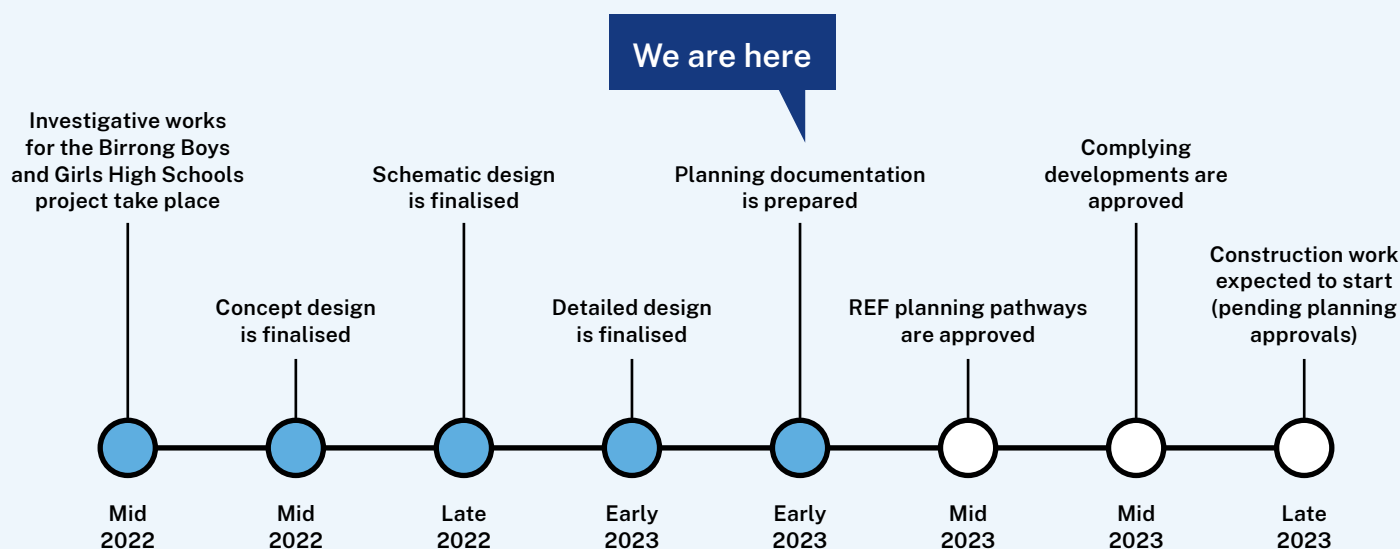 We are here
Investigative works
for the Birrong Boys
and Girls High Schools
project take place
Concept design
is finalised
Schematic design
is finalised
Detailed design
is finalised
Planning documentation
is prepared
REF planning pathways
are approved
Complying
developments are
approved
Construction work
expected to start
(pending planning
approvals)
Mid
2022
Mid
2022
Late
2022
Early
2023
Early
2023
Mid
2023
Mid
2023
Late
2023